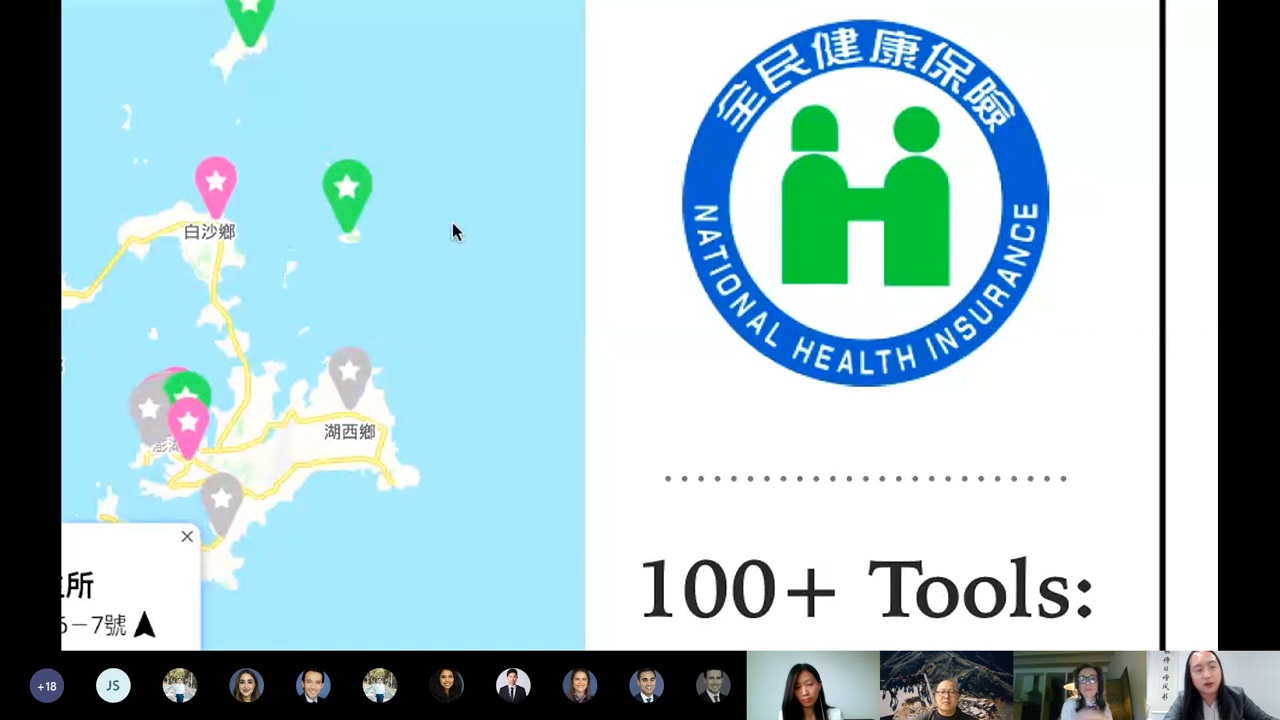 白沙鄉
湖西鄉
所
6－7號
全民健康保險
NATIONAL HEALTH INSURANCE
100+ Tools:
+18
JS